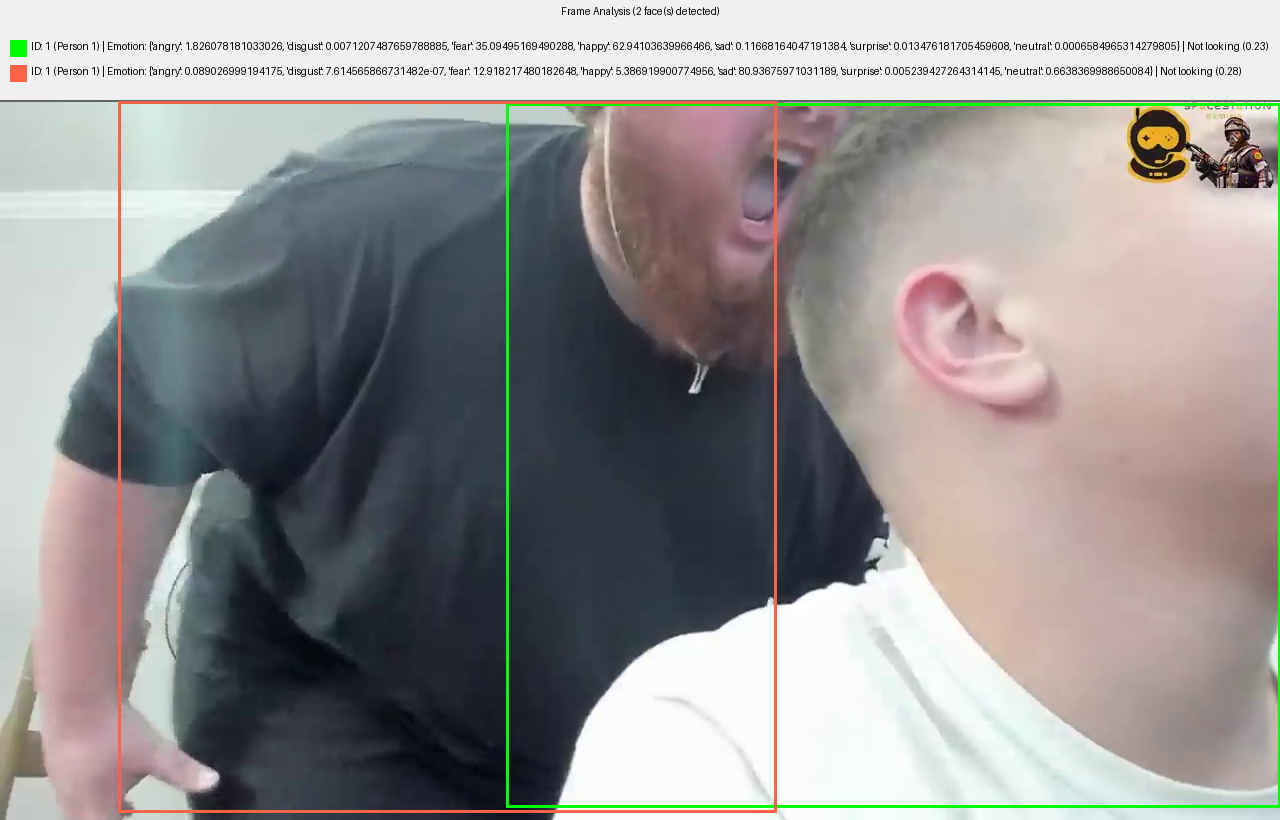 Frame Analysis (2 face(s) detected)
ID: 1 (Person 1) | Emotion: {'angry': 1.826078181033026, 'disgust': 0.0071207487659788885, 'fear': 35.09495169490288, 'happy': 62.94103639966466, 'sad': 0.11668164047191384, 'surprise': 0.013476181705459608, 'neutral': 0.0006584965314279805} | Not looking (0.23)
ID: 1 (Person 1) | Emotion: {'angry': 0.089026999194175, 'disgust': 7.614565866731482e-07, 'fear': 12.918217480182648, 'happy': 5.386919900774956, 'sad': 80.93675971031189, 'surprise': 0.005239427264314145, 'neutral': 0.6638369988650084} | Not looking (0.28)
SPACESTATION
GAMING